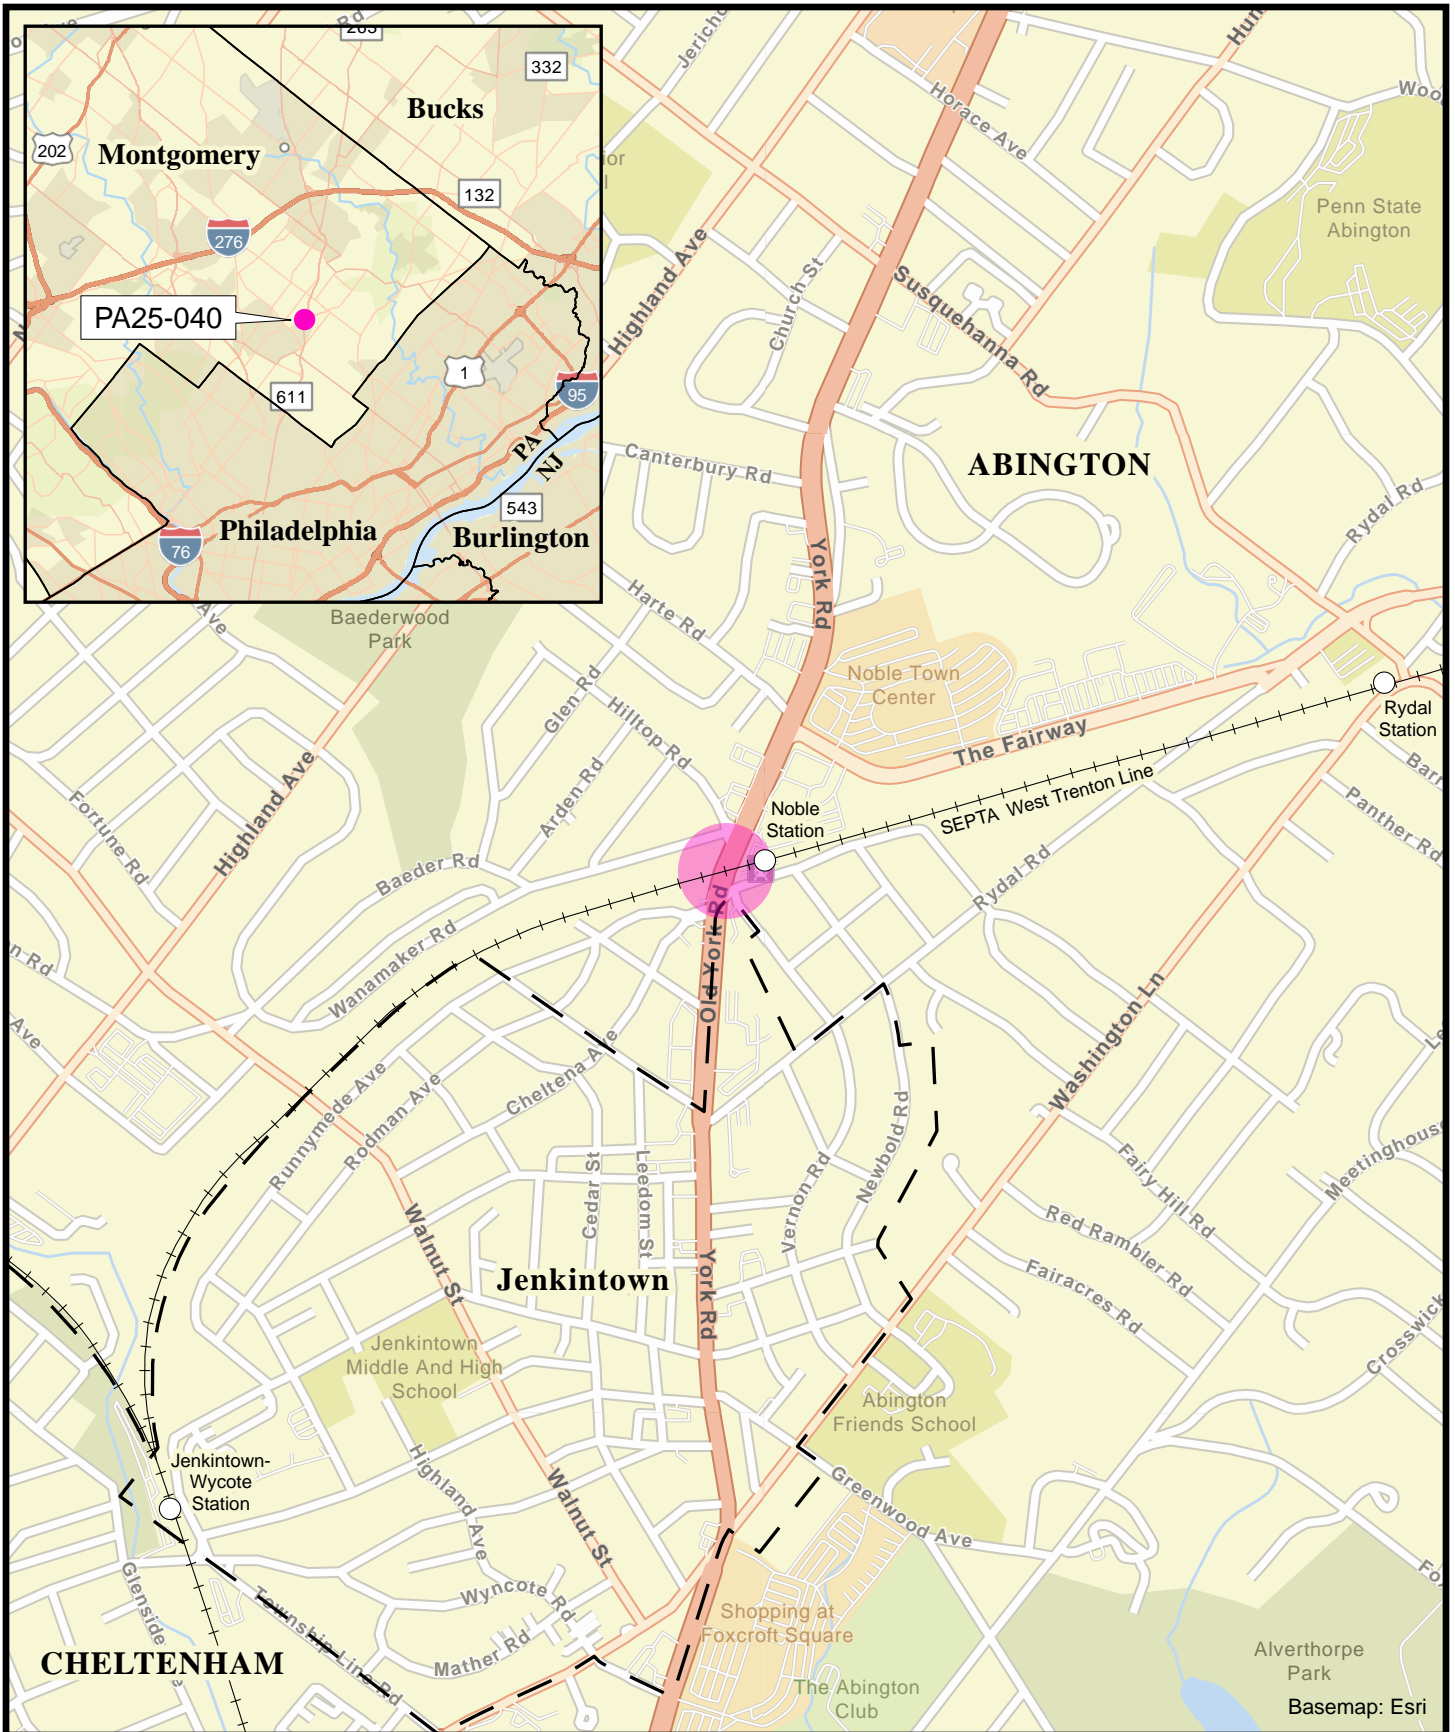 263
332
Bucks
202
Montgomery
132
276
PA25-040
1
611
95
PA
NJ
543
Philadelphia
Burlington
76
Rd
Horace Ave
Penn State
Abington
Highland Ave
Church St
Susquehanna Rd
Canterbury Rd
ABINGTON
Rydal Rd
York Rd
Ave
Baederwood
Park
Harte Rd
Noble Town
Center
Glen Rd
Hilltop Rd
Rydal
Station
The Fairway
Highland Ave
Arden Rd
SEPTA West Trenton Line
Noble
Station
Fortune Rd
Panther Rd
Baeder Rd
Rydal Rd
Wanamaker Rd
Old York Rd
Ave
Washington Ln
Cheltena Ave
Runnymede Ave
Rodman Ave
Newbold Rd
Fairy Hill Rd
Cedar St
Leedom St
Vernon Rd
Red Rambler Rd
Walnut St
Jenkintown
York Rd
Fairacres Rd
Jenkintown
Middle And High
School
Abington
Friends School
Jenkintown-
Wycote
Station
Highland Ave
Walnut St
Greenwood Ave
Glenside
Township Line Rd
Wyncote Rd
Shopping at
Foxcroft Square
Mather Rd
CHELTENHAM
The Abington
Club
Alverthorpe
Park
Basemap: Esri